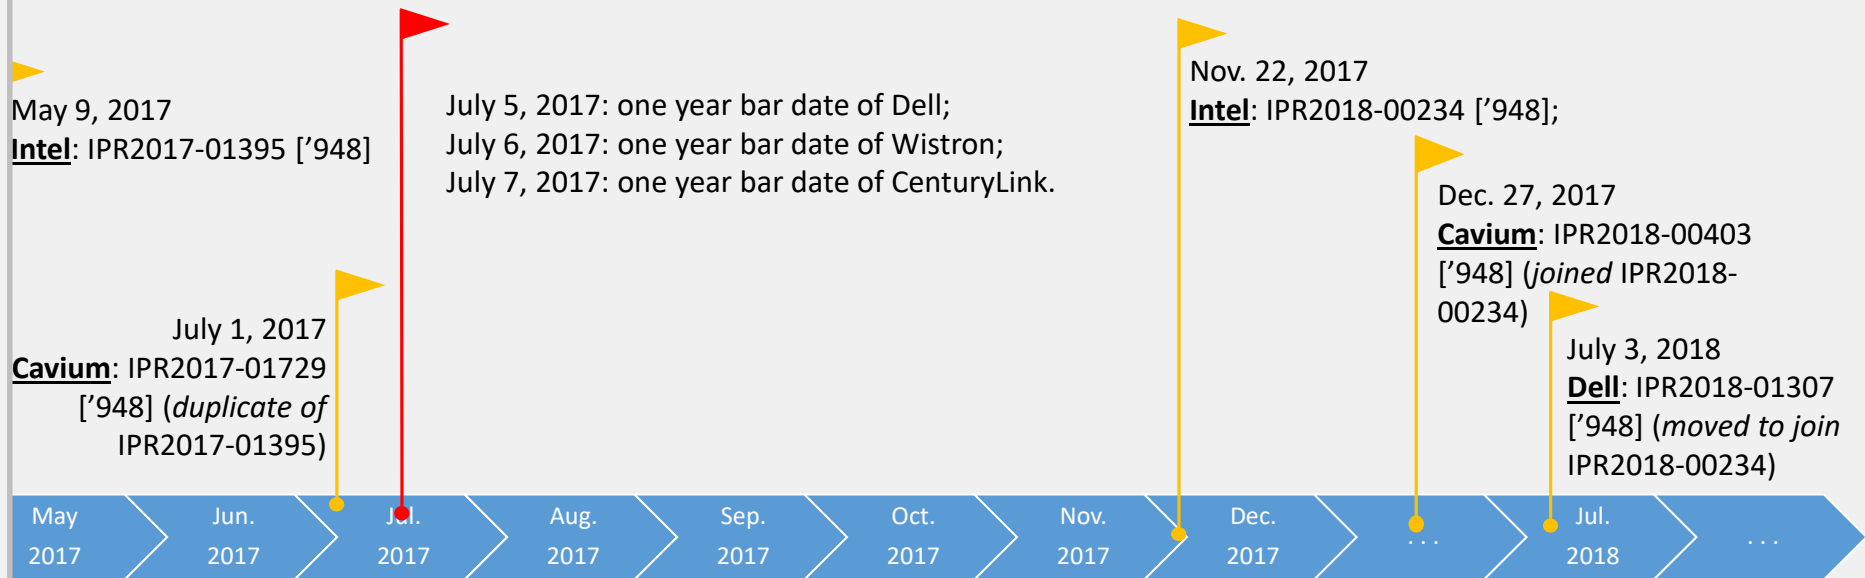 May 9, 2017
Intel: IPR2017-01395 [’948]
July 1, 2017
Cavium: IPR2017-01729
[’948] (duplicate of
IPR2017-01395)
July 5, 2017: one year bar date of Dell;
July 6, 2017: one year bar date of Wistron;
July 7, 2017: one year bar date of CenturyLink.
Nov. 22, 2017
Intel: IPR2018-00234 [’948];
Dec. 27, 2017
Cavium: IPR2018-00403
[’948] (joined IPR2018-
00234)
July 3, 2018
Dell: IPR2018-01307
[’948] (moved to join
IPR2018-00234)
May
2017
Jun.
2017
Jul.
2017
Aug.
2017
Sep.
2017
Oct.
2017
Nov.
2017
Dec.
2017
. . .
Jul.
2018
. . .